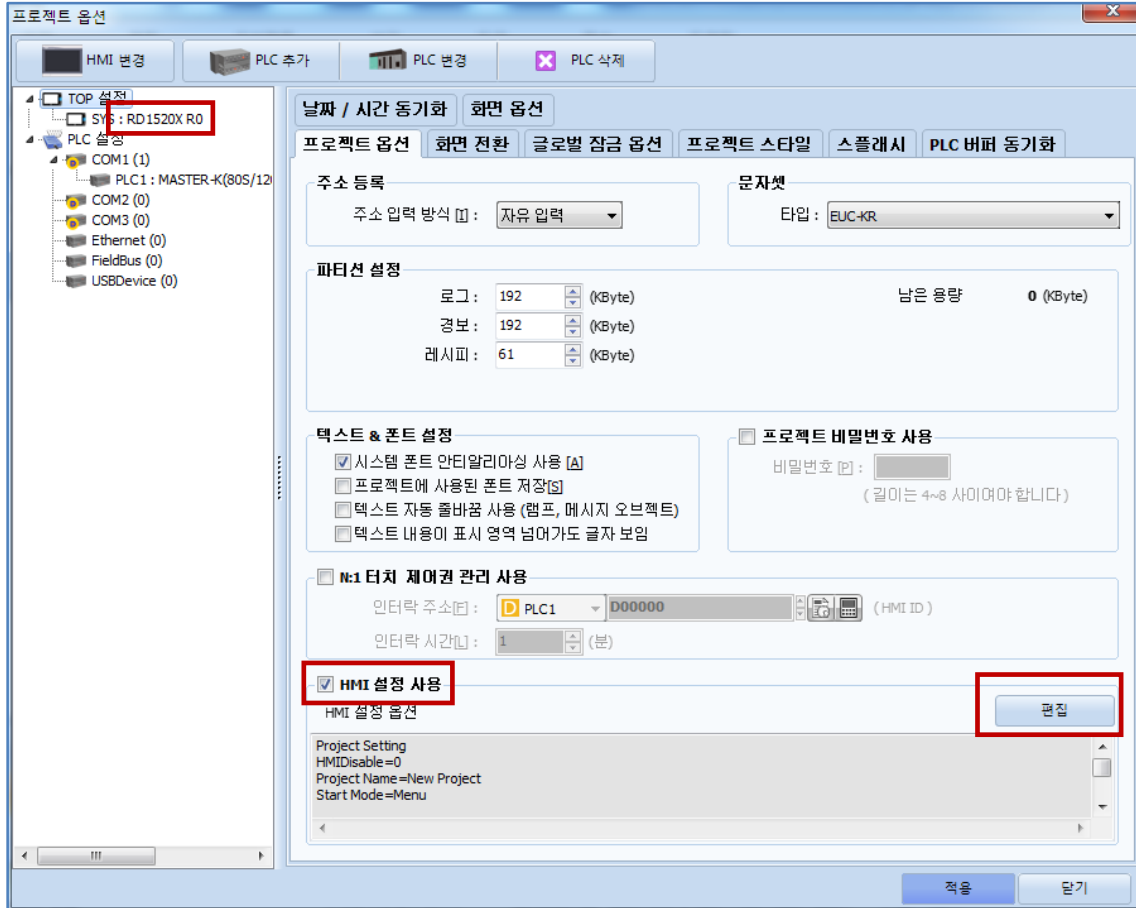 프로젝트 옵션
HMI 변경
PLC 추가
PLC 변경
PLC 삭제
TOP 설정
SYS : RD1520X R0
PLC 설정
COM1 (1)
PLC1 : MASTER-K(80S/12
COM2 (0)
COM3 (0)
Ethernet (0)
FieldBus (0)
USBDevice (0)
날짜 / 시간 동기화 화면 옵션
프로젝트 옵션 화면 전환 글로벌 잠금 옵션 프로젝트 스타일 스플래시 PLC 버퍼 동기화
주소 등록
주소 입력 방식 [I] : 자유 입력
문자셋
타입 : EUC-KR
파티션 설정
로그 : 192 (KByte)
남은 용량 0 (KByte)
경보 : 192 (KByte)
레시피 : 61 (KByte)
텍스트 & 폰트 설정
시스템 폰트 안티알리아싱 사용 [A]
프로젝트에 사용된 폰트 저장[S]
텍스트 자동 줄바꿈 사용 (램프, 메시지 오브젝트)
텍스트 내용이 표시 영역 넘어가도 글자 보임
프로젝트 비밀번호 사용
비밀번호 [P] :
( 길이는 4~8 사이여야 합니다 )
N:1 터치 제어권 관리 사용
인터락 주소[F] : D PLC1 D00000 ( HMI ID )
인터락 시간[L] : 1 (분)
HMI 설정 사용
HMI 설정 옵션
편집
Project Setting
HMIDisable=0
Project Name=New Project
Start Mode=Menu
적용
닫기